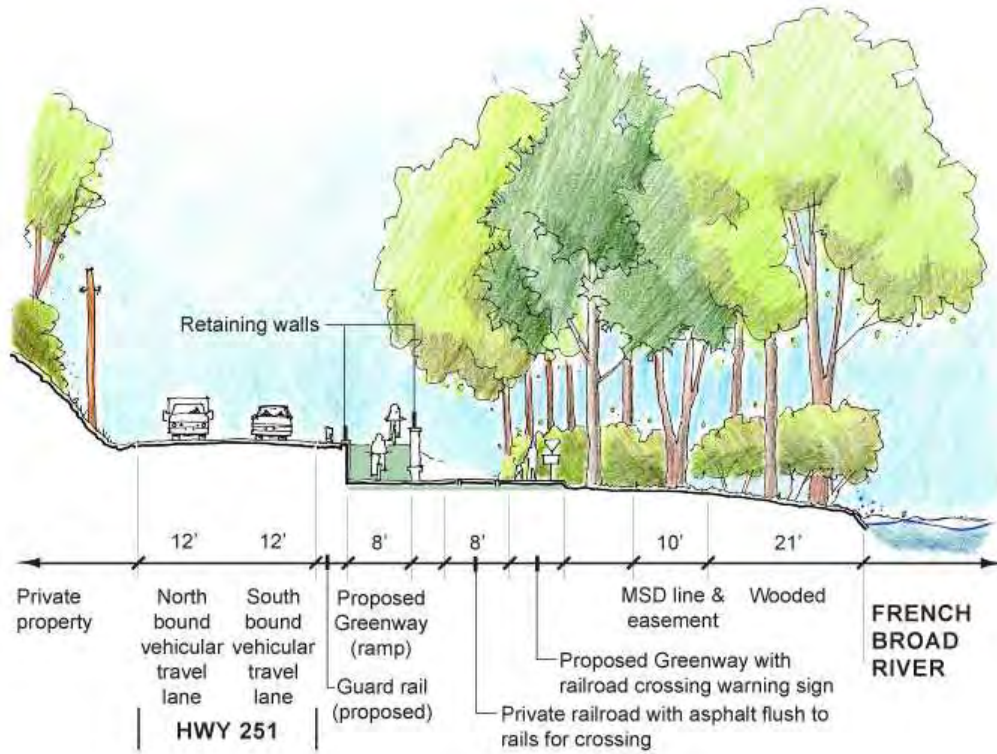 Retaining walls
12'
12'
8'
8'
10'
21'
Private
property
North
bound
vehicular
travel
lane
South
bound
vehicular
travel
lane
HWY 251
Guard rail
(proposed)
Proposed
Greenway
(ramp)
Private railroad with asphalt flush to
rails for crossing
Proposed Greenway with
railroad crossing warning sign
MSD line &
easement
Wooded
FRENCH
BROAD
RIVER